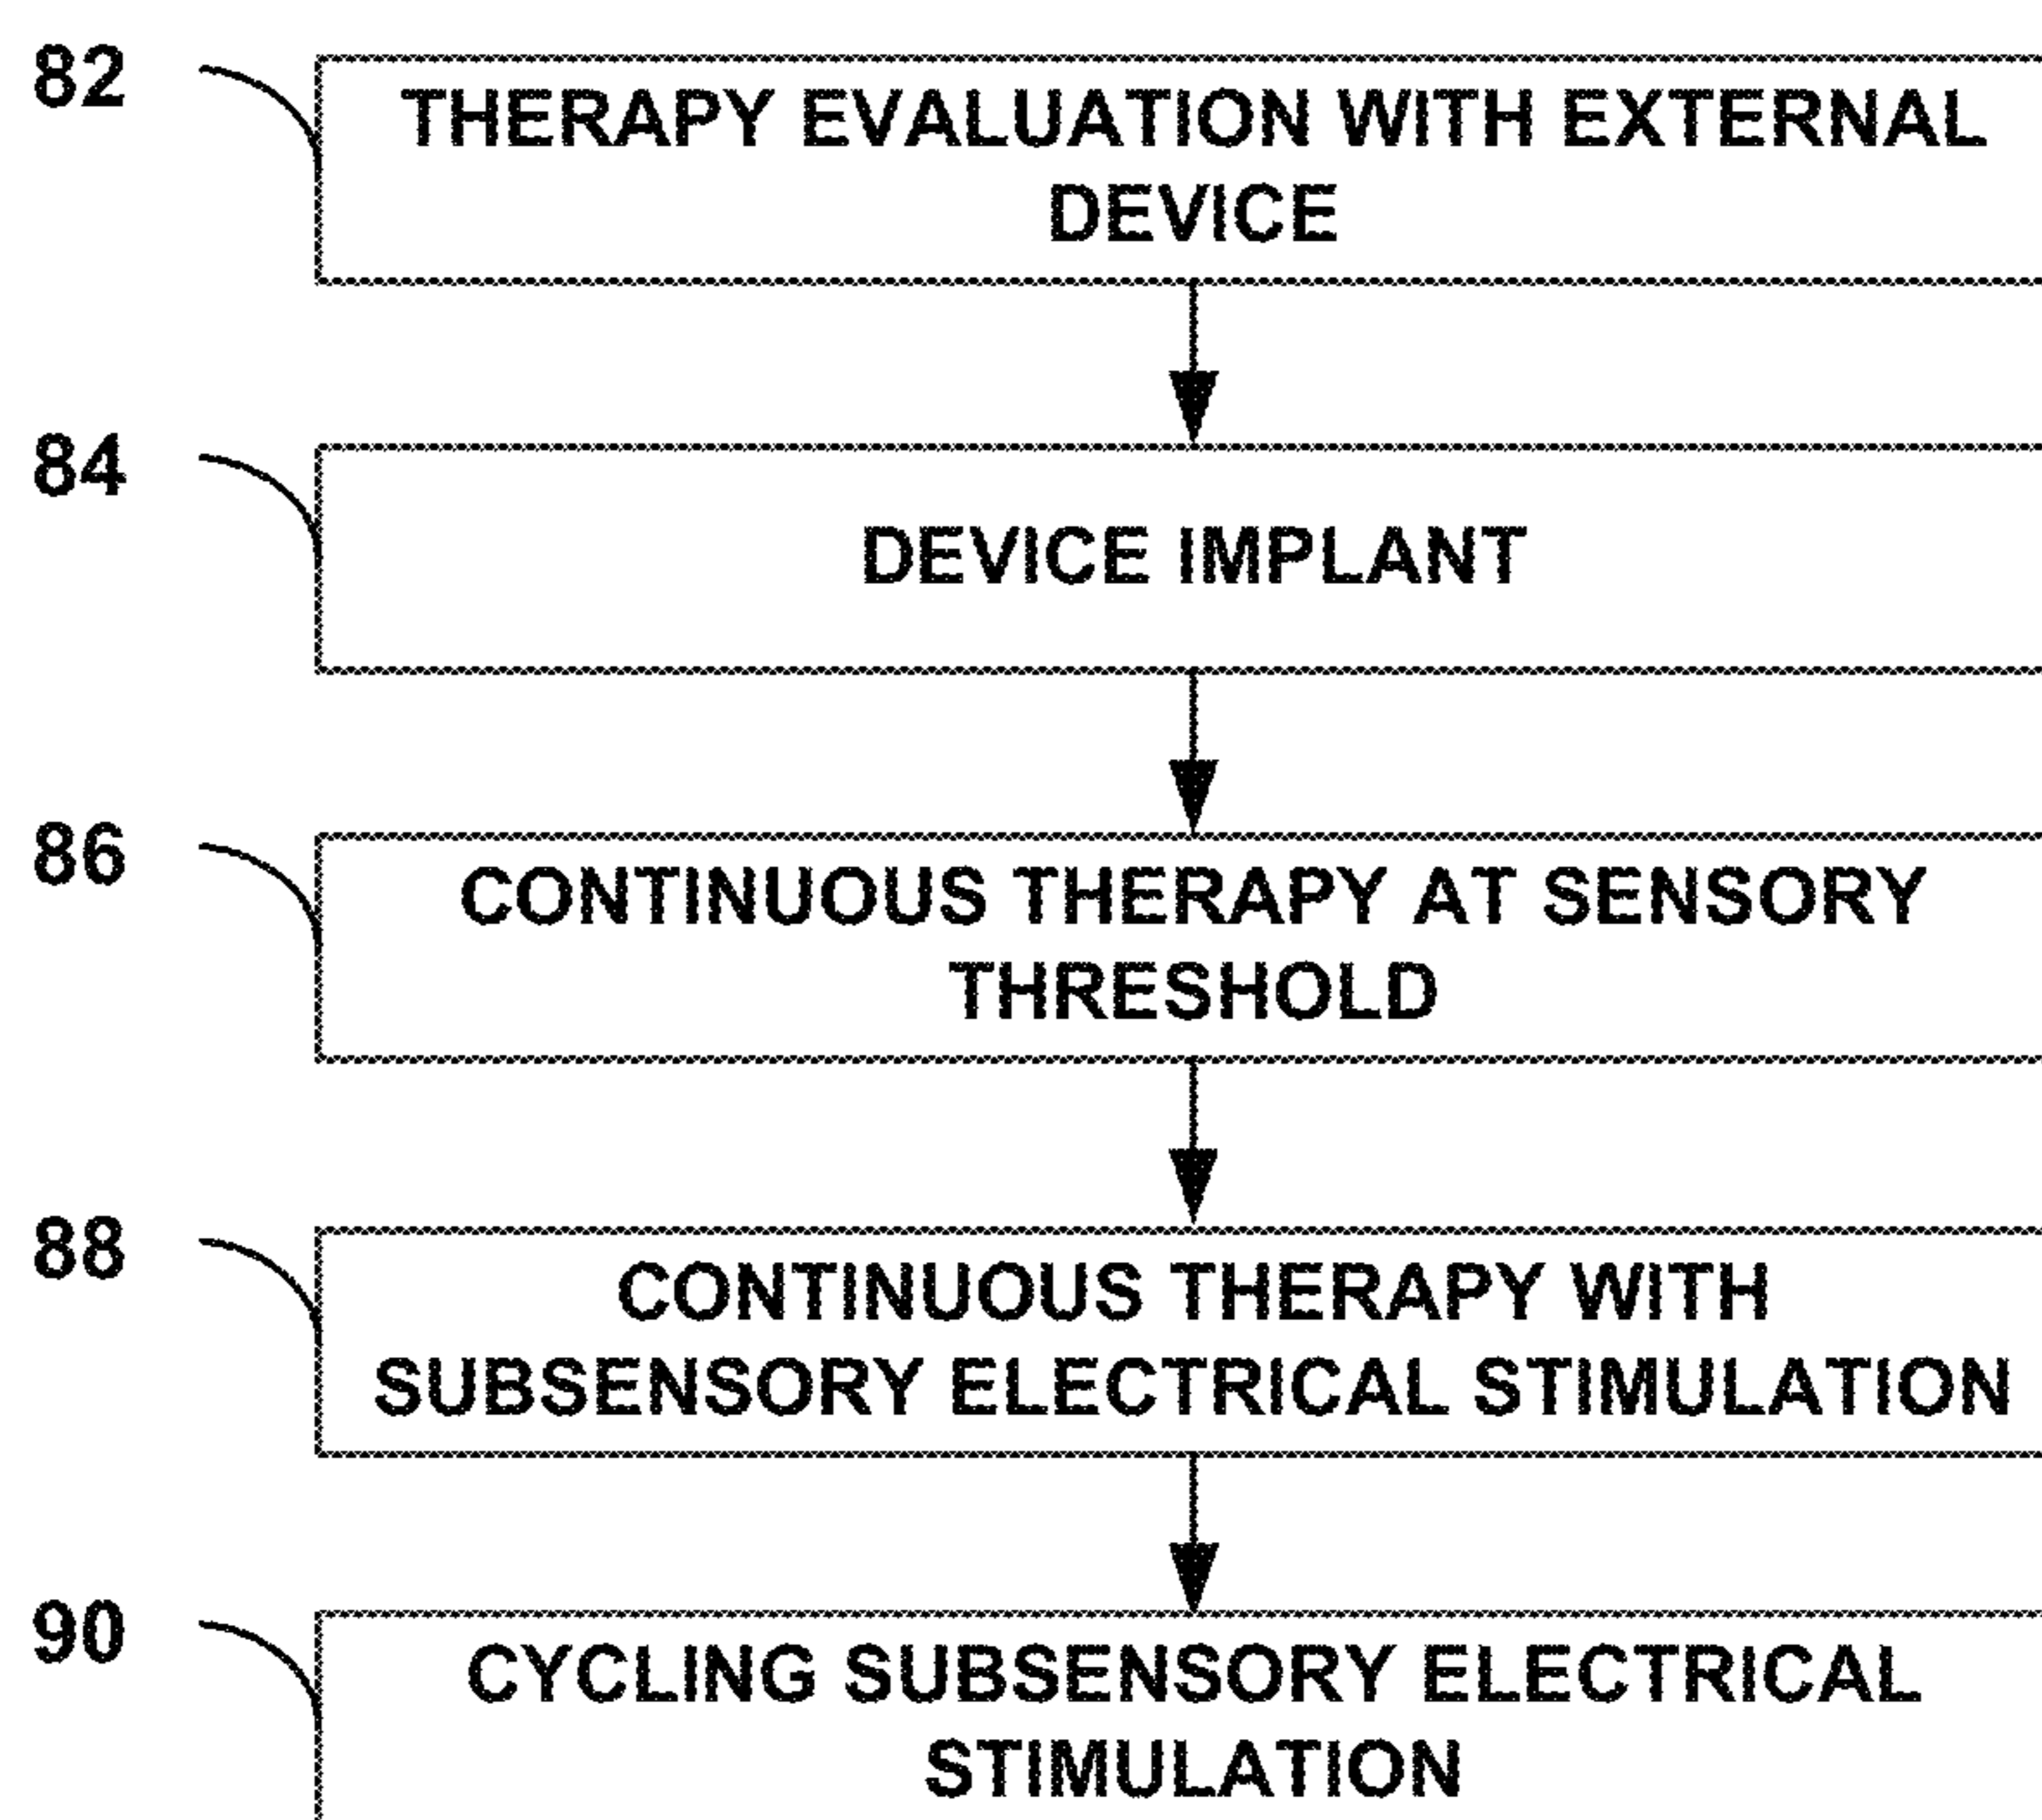 82
THERAPY EVALUATION WITH EXTERNAL
DEVICE
84
DEVICE IMPLANT
86
CONTINUOUS THERAPY AT SENSORY
THRESHOLD
88
CONTINUOUS THERAPY WITH
SUBSENSORY ELECTRICAL STIMULATION
90
CYCLING SUBSENSORY ELECTRICAL
STIMULATION